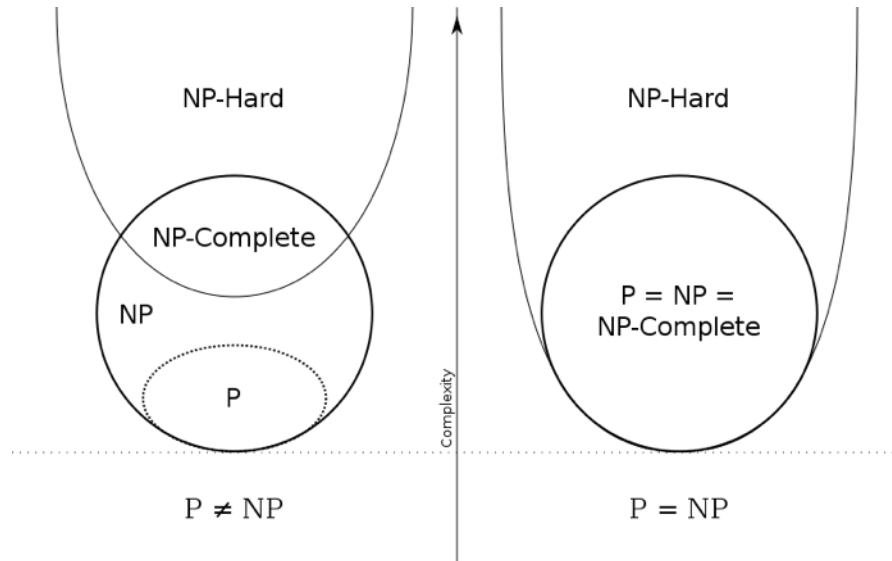 NP-Hard
NP-Complete
NP
P
P ≠ NP
Complexity
NP-Hard
P = NP =
NP-Complete
P = NP